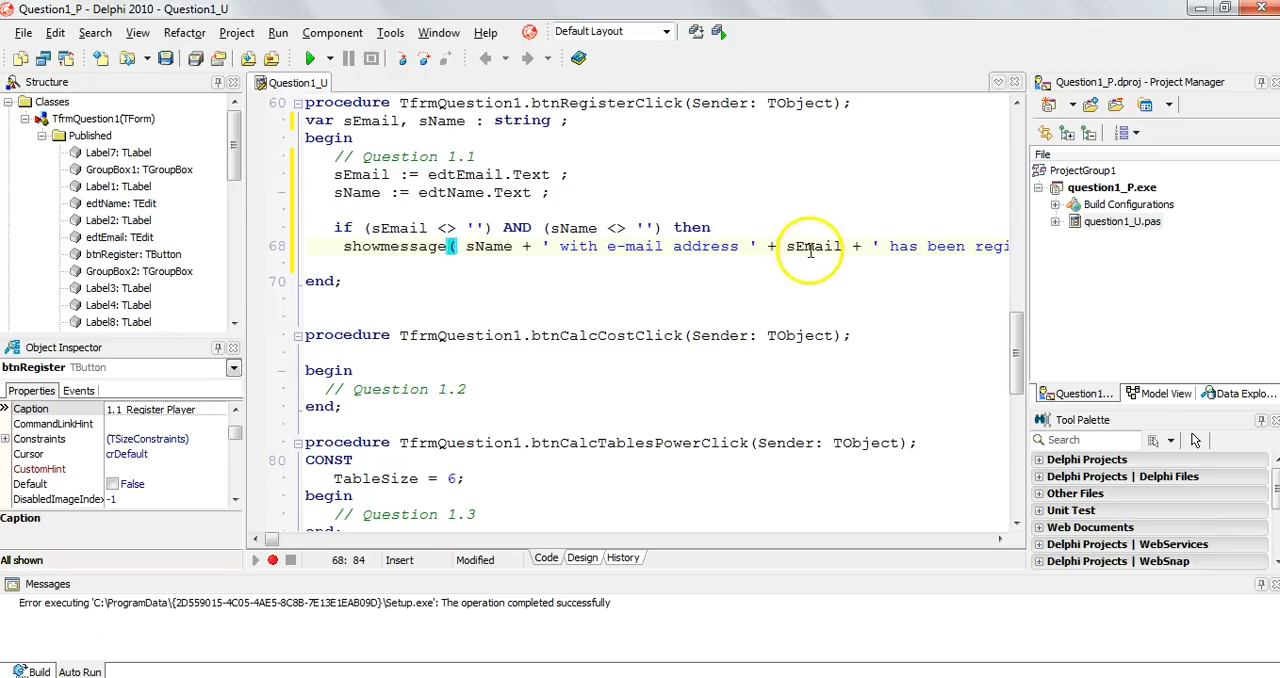 Question1_P - Delphi 2010 - Question1_U
File Edit Search View Refactor Project Run Component Tools Window Help Default Layout
Structure
Question1_U
Question1_P.dproj - Project Manager
Classes
TfrmQuestion1(TForm)
Published
Label7: TLabel
GroupBox1: TGroupBox
Label1: TLabel
edtName: TEdit
Label2: TLabel
edtEmail: TEdit
btnRegister: TButton
GroupBox2: TGroupBox
Label3: TLabel
Label4: TLabel
Label8: TLabel
Object Inspector
btnRegister TButton
Properties Events
Caption 1.1 Register Player
CommandLinkHint
Constraints (TSizeConstraints)
Cursor crDefault
CustomHint
Default False
DisabledImageIndex -1
Caption
All shown
60 procedure TfrmQuestion1.btnRegisterClick(Sender: TObject);
var sEmail, sName : string ;
begin
// Question 1.1
sEmail := edtEmail.Text ;
sName := edtName.Text ;
if (sEmail <> '') AND (sName <> '') then
68 showmessage( sName + ' with e-mail address ' + sEmail + ' has been regi
70 end;
procedure TfrmQuestion1.btnCalcCostClick(Sender: TObject);
begin
// Question 1.2
end;
procedure TfrmQuestion1.btnCalcTablesPowerClick(Sender: TObject);
80 CONST
TableSize = 6;
begin
// Question 1.3
end;
68: 84 Insert Modified Code Design History
File
ProjectGroup1
question1_P.exe
Build Configurations
question1_U.pas
Question1... Model View Data Explo...
Tool Palette
Search
Delphi Projects
Delphi Projects | Delphi Files
Other Files
Unit Test
Web Documents
Delphi Projects | WebServices
Delphi Projects | WebSnap
Messages
Error executing 'C:\ProgramData\{2D559015-4C05-4AE5-8C8B-7E13E1EAB09D}\Setup.exe': The operation completed successfully
Build Auto Run